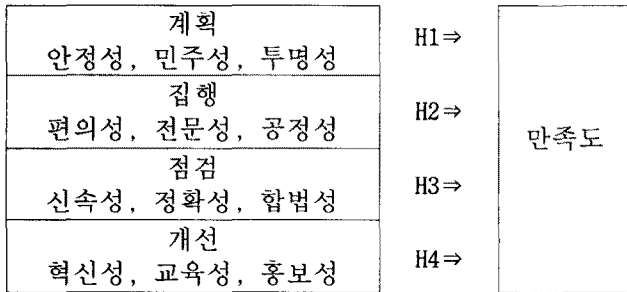 계획
안정성, 민주성, 투명성
H1⇒
집행
편의성, 전문성, 공정성
H2⇒
점검
신속성, 정확성, 합법성
H3⇒
개선
혁신성, 교육성, 홍보성
H4⇒
만족도